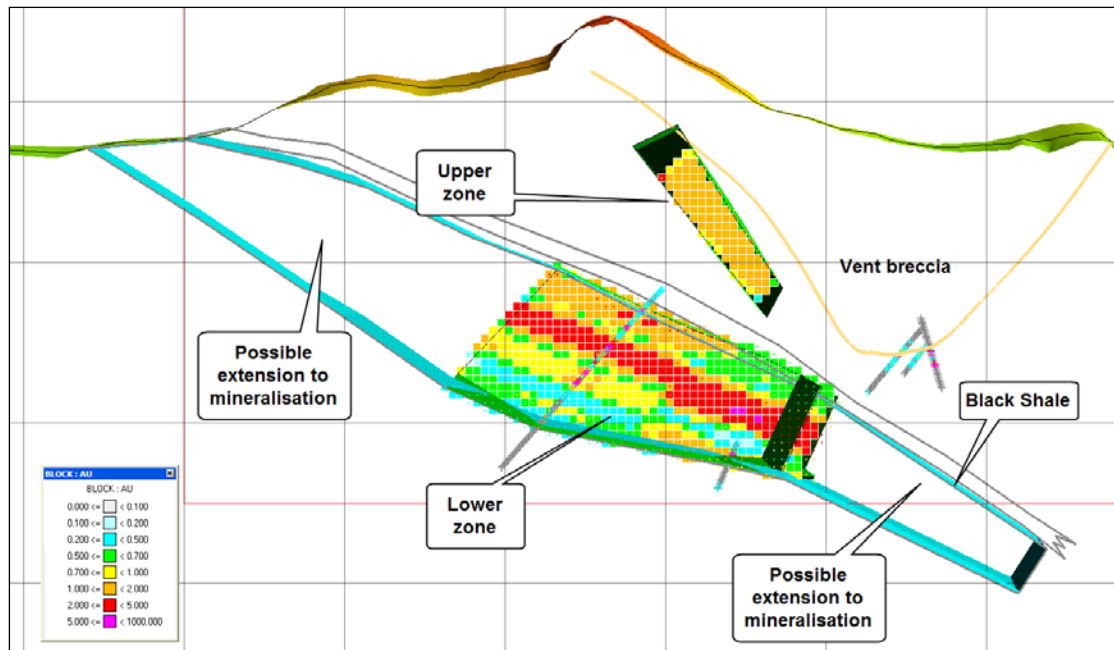 Upper
zone
Vent breccia
Possible
extension to
mineralisation
Black Shale
Lower
zone
Possible
extension to
mineralisation
BLOCK : AU
BLOCK : AU
0.000 <= < 0.100
0.100 <= < 0.200
0.200 <= < 0.500
0.500 <= < 0.700
0.700 <= < 1.000
1.000 <= < 2.000
2.000 <= < 5.000
5.000 <= < 1000.000